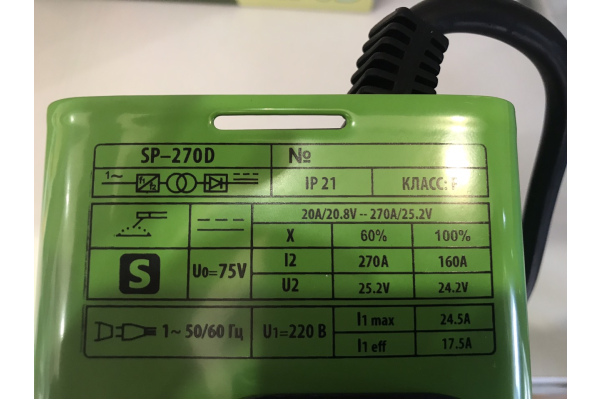 SP-270D №
1~ f1 f2 IP 21 КЛАСС: F
20A/20.8V -- 270A/25.2V
X 60% 100%
S U0=75V I2 270A 160A
U2 25.2V 24.2V
1~ 50/60 Гц U1=220 В I1 max 24.5A
I1 eff 17.5A